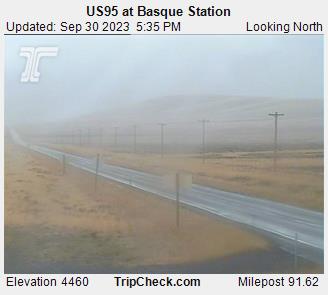 US95 at Basque Station
Updated: Sep 30 2023 5:35 PM Looking North
Elevation 4460 TripCheck.com Milepost 91.62